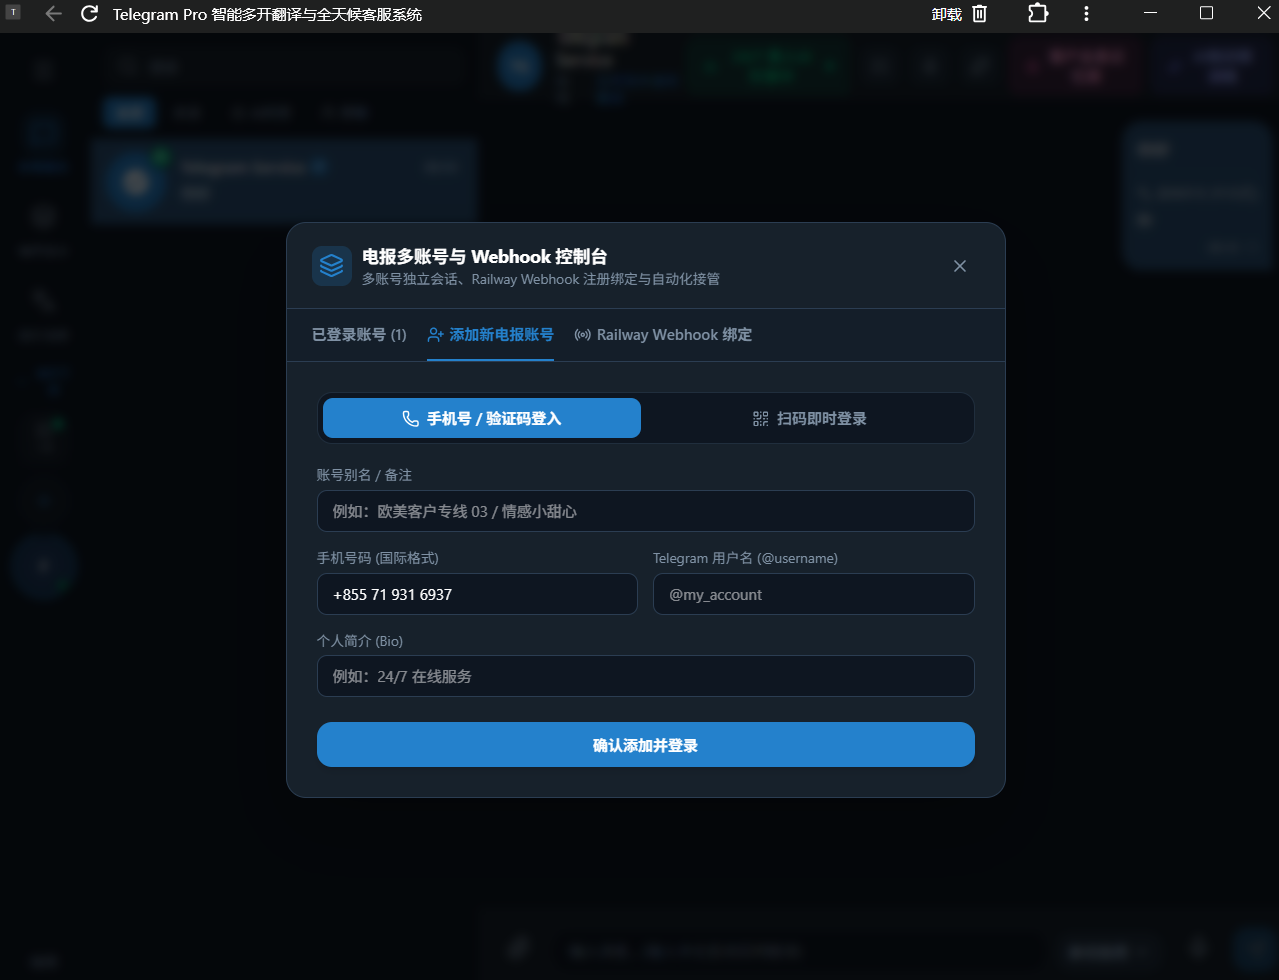 T
Telegram Pro 智能多开翻译与全天候客服系统
卸载
电报多账号与 Webhook 控制台
多账号独立会话、Railway Webhook 注册绑定与自动化接管
已登录账号 (1)
添加新电报账号
Railway Webhook 绑定
手机号 / 验证码登入
扫码即时登录
账号别名 / 备注
例如：欧美客户专线 03 / 情感小甜心
手机号码 (国际格式)
Telegram 用户名 (@username)
+855 71 931 6937
@my_account
个人简介 (Bio)
例如：24/7 在线服务
确认添加并登录